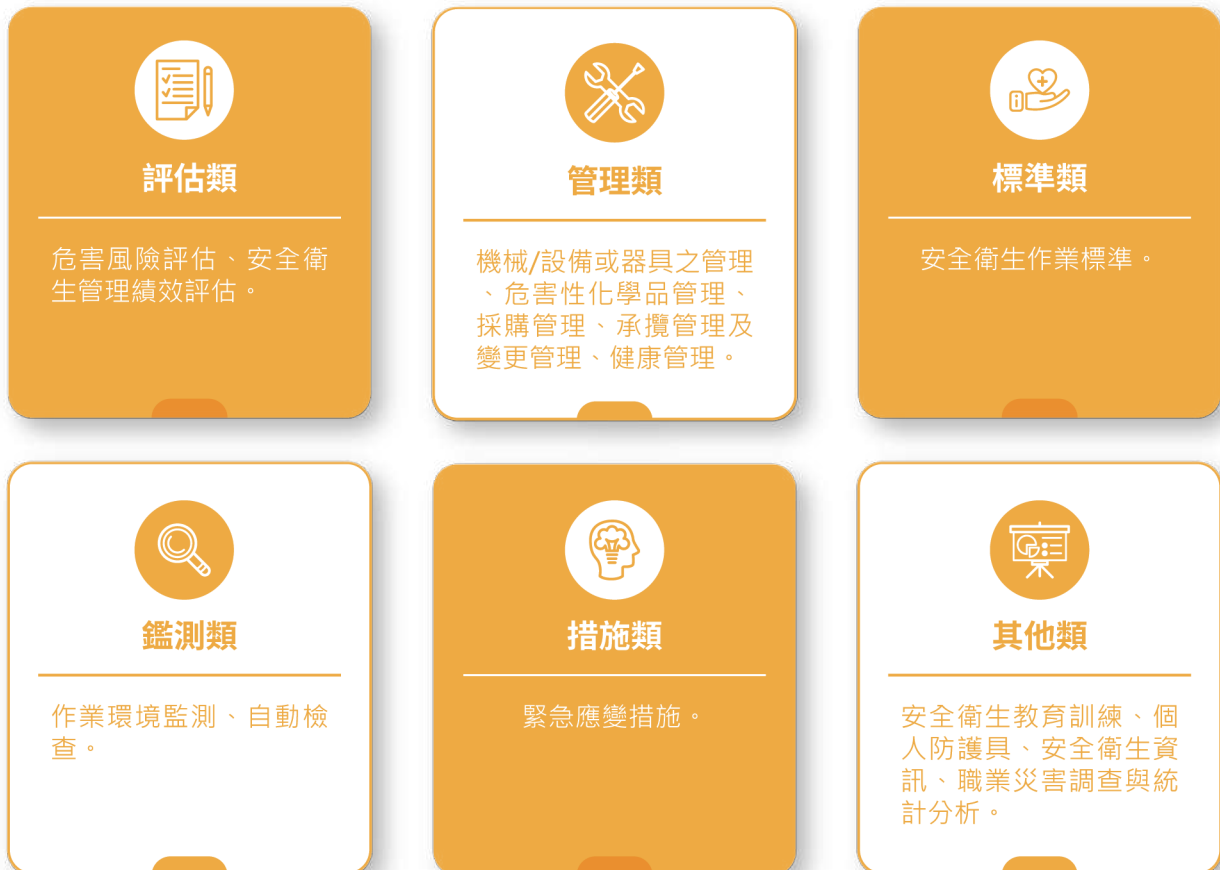 評估類
危害風險評估、安全衛
生管理績效評估。
管理類
機械/設備或器具之管理
、危害性化學品管理、
採購管理、承攬管理及
變更管理、健康管理。
標準類
安全衛生作業標準。
鑑測類
作業環境監測、自動檢
查。
措施類
緊急應變措施。
其他類
安全衛生教育訓練、個
人防護具、安全衛生資
訊、職業災害調查與統
計分析。